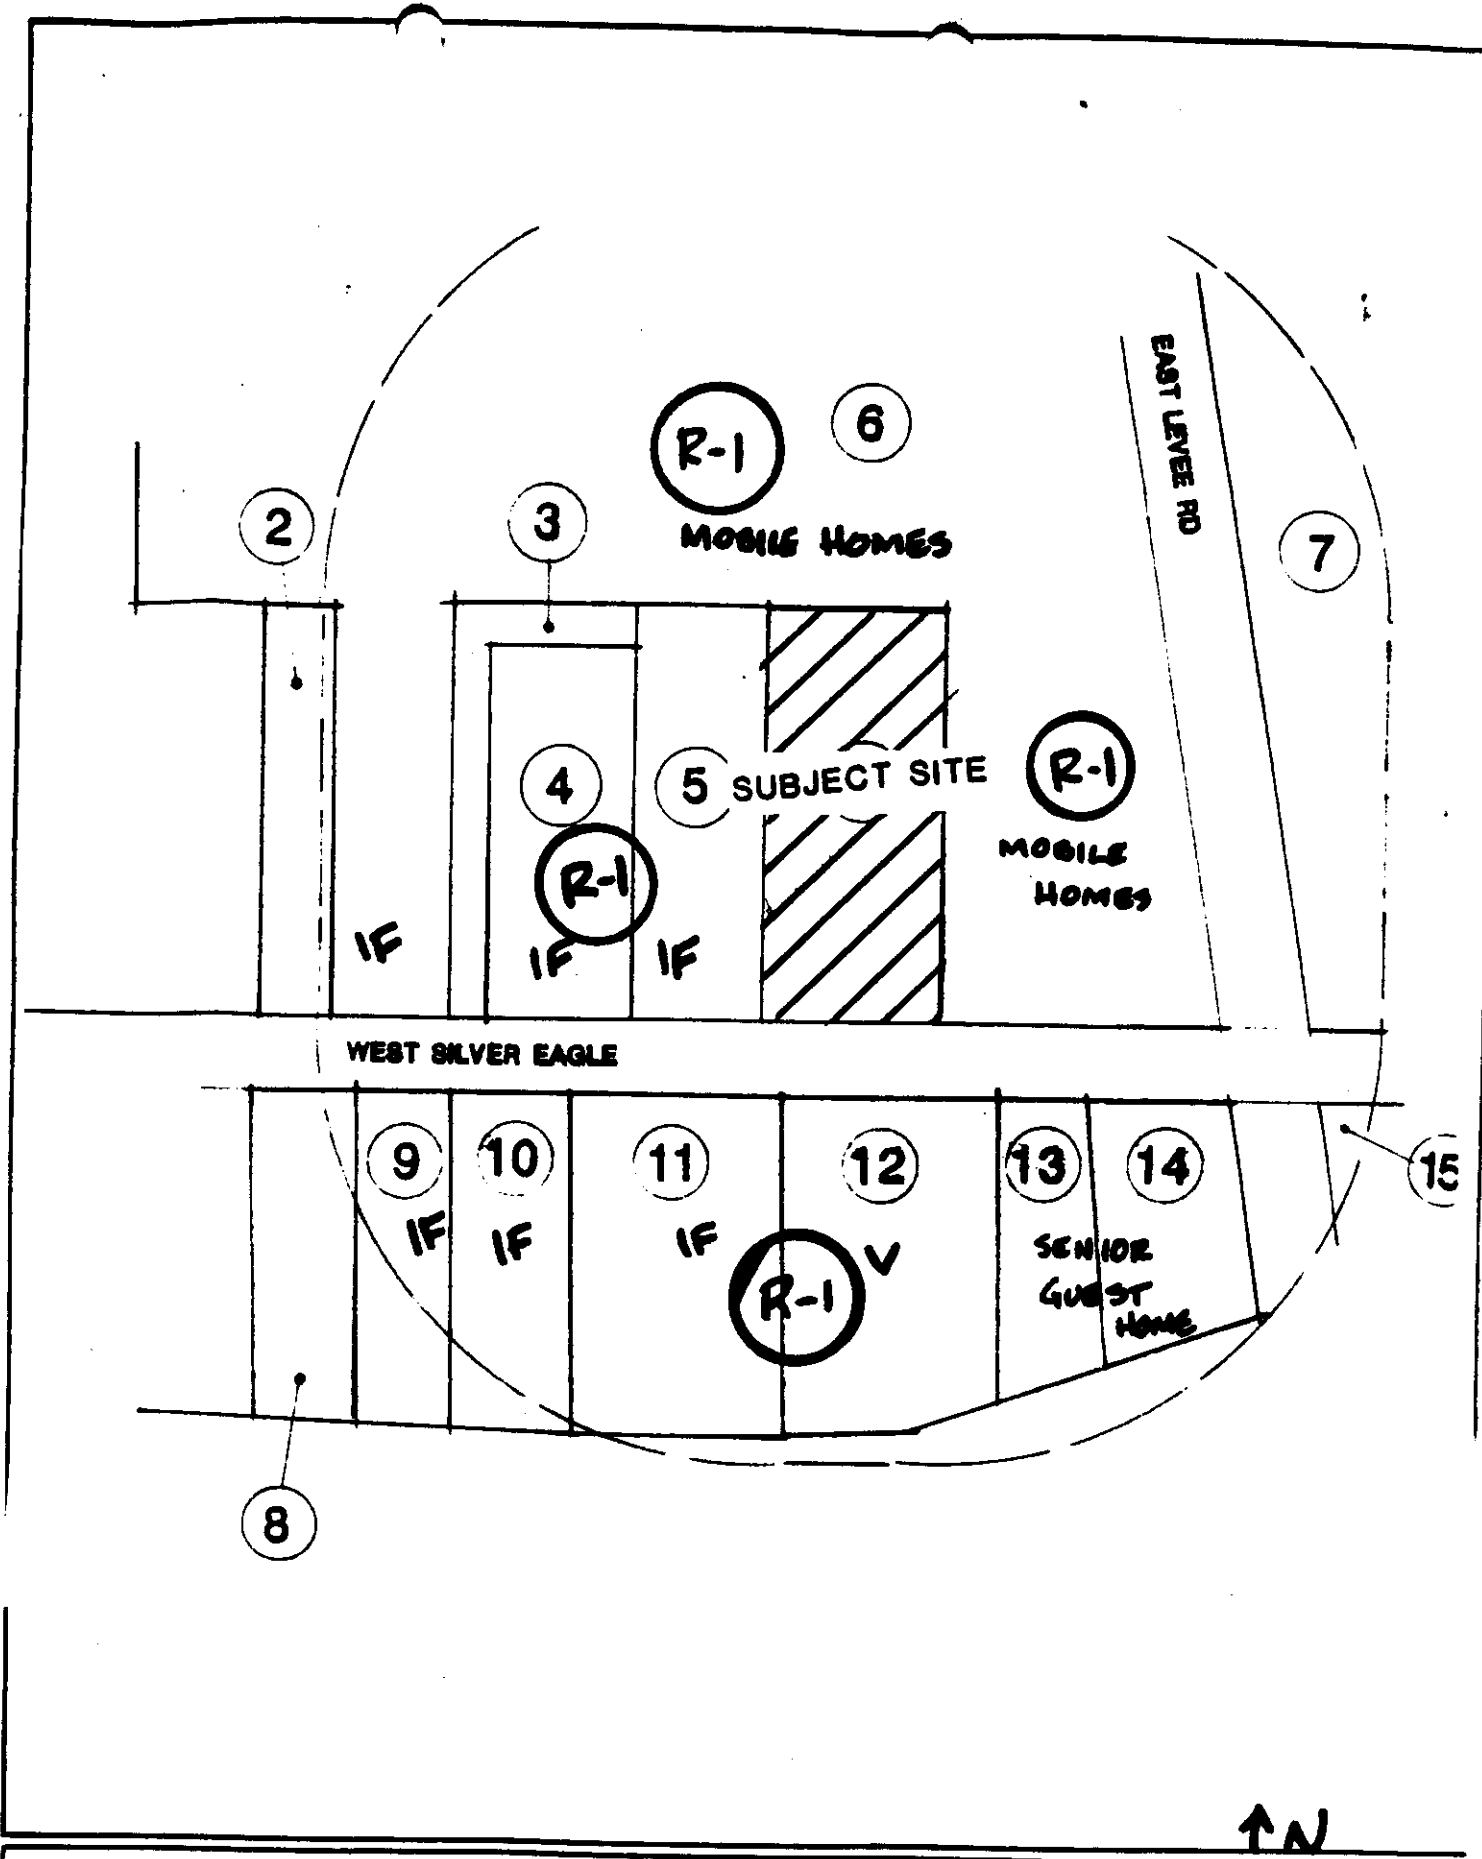 EAST LEVEE RD
R-1
6
MOBILE HOMES
2
3
7
4
5
SUBJECT SITE
R-1
MOBILE
HOMES
R-1
IF
IF
IF
WEST SILVER EAGLE
9
10
11
12
13
14
15
IF
IF
IF
R-1
V
SENIOR
GUEST
HOME
8
N